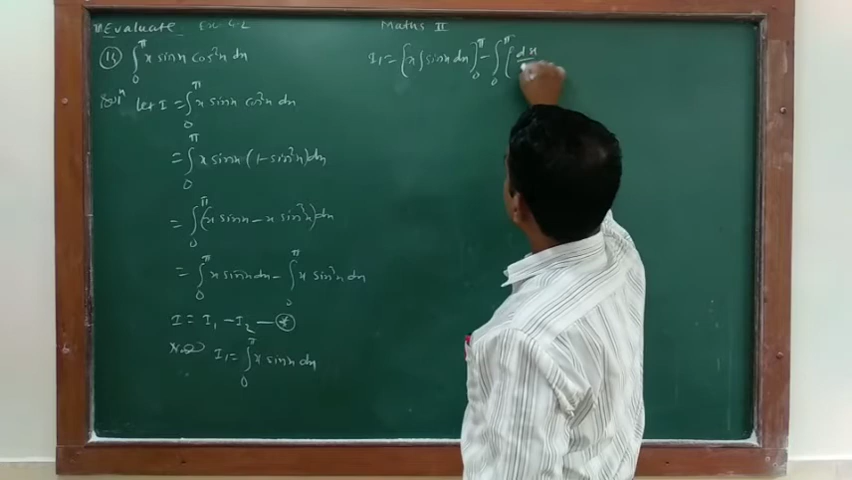 Evaluate Ex-4.2
Maths II
(13) ∫₀^π x sinx cos²x dx
Solⁿ let I = ∫₀^π x sinx cos²x dx
= ∫₀^π x sinx (1-sin²x) dx
= ∫₀^π (x sinx - x sin³x) dx
= ∫₀^π x sinx dx - ∫₀^π x sin³x dx
I = I₁ - I₂ — (*)
I₁ = ∫₀^π x sinx dx
I₁ = [x ∫ sinx dx]₀^π - ∫₀^π ( dx